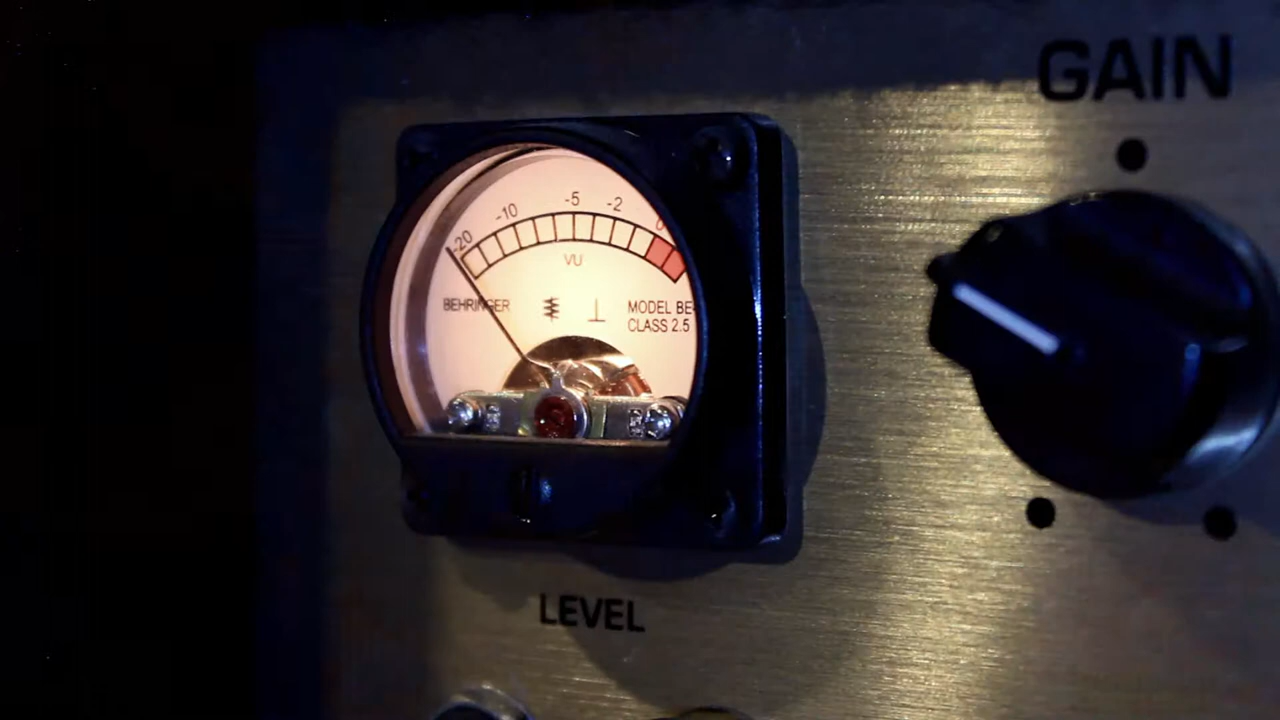 GAIN
-20 -10 -5 -2 0
VU
BEHRINGER
MODEL BE-
CLASS 2.5
LEVEL